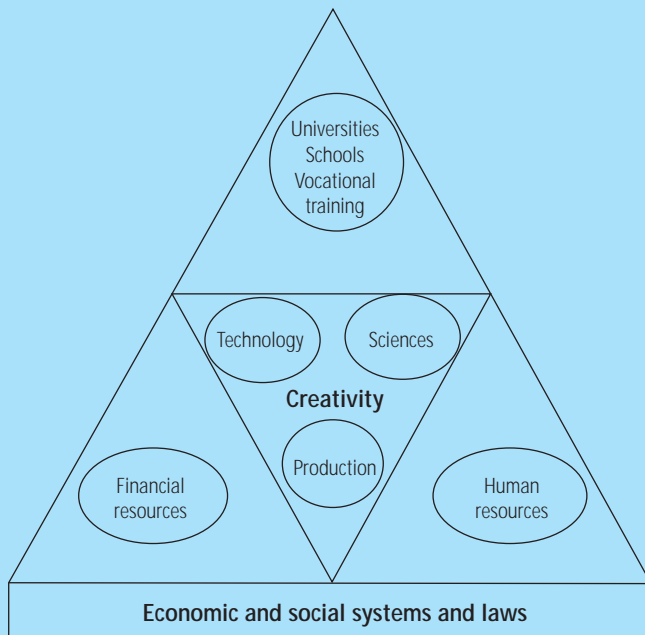 Universities
Schools
Vocational
training
Technology
Sciences
Creativity
Production
Financial
resources
Human
resources
Economic and social systems and laws